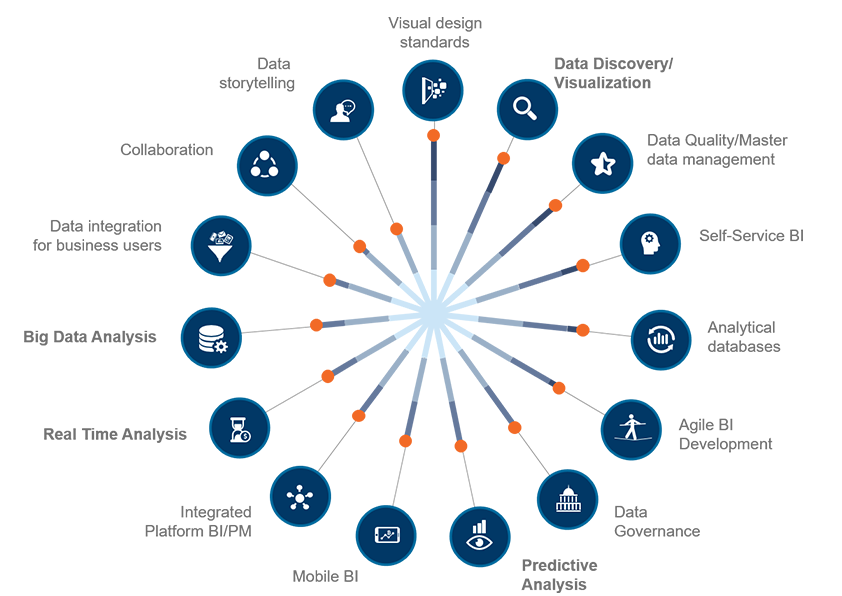 Visual design
standards
Data Discovery/
Visualization
Data Quality/Master
data management
Self-Service BI
Analytical
databases
Agile BI
Development
Data
Governance
Predictive
Analysis
Mobile BI
Integrated
Platform BI/PM
Real Time Analysis
Big Data Analysis
Data integration
for business users
Collaboration
Data
storytelling